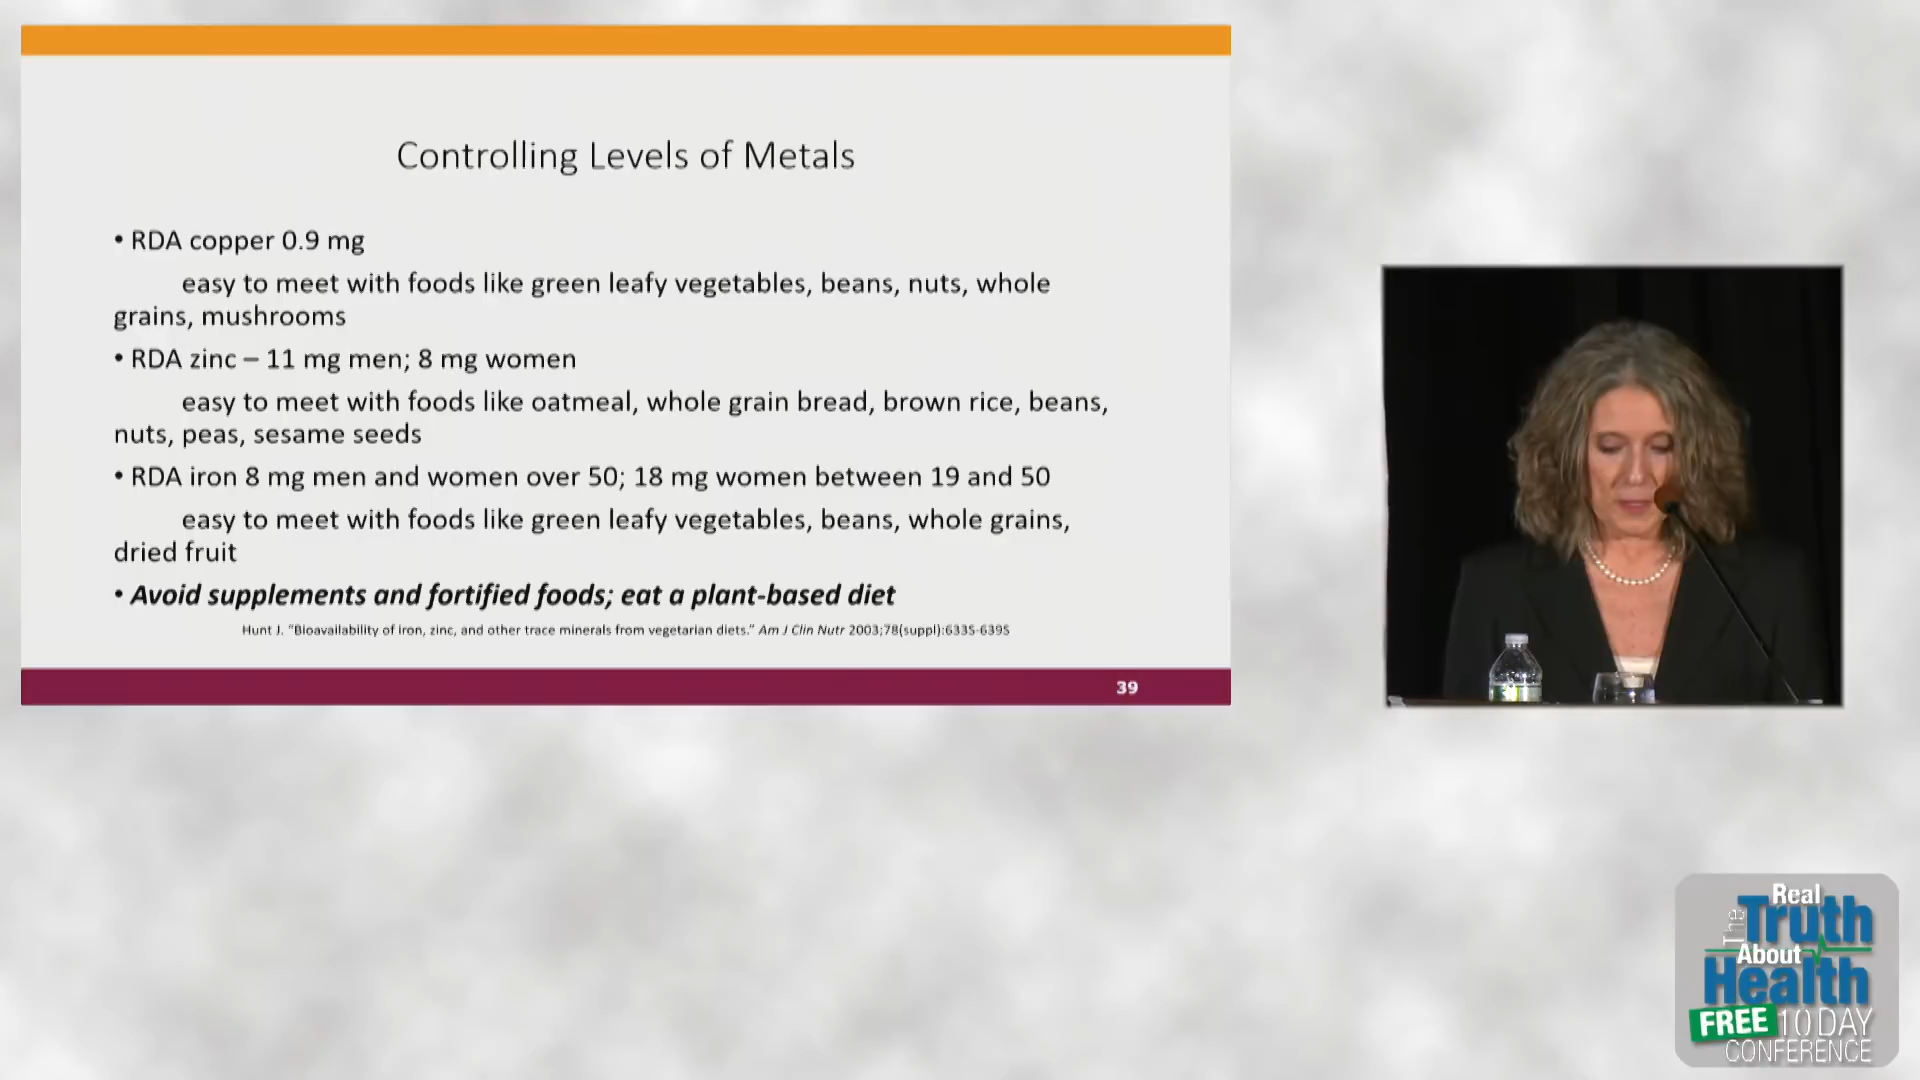 Controlling Levels of Metals
• RDA copper 0.9 mg
easy to meet with foods like green leafy vegetables, beans, nuts, whole
grains, mushrooms
• RDA zinc – 11 mg men; 8 mg women
easy to meet with foods like oatmeal, whole grain bread, brown rice, beans,
nuts, peas, sesame seeds
• RDA iron 8 mg men and women over 50; 18 mg women between 19 and 50
easy to meet with foods like green leafy vegetables, beans, whole grains,
dried fruit
• Avoid supplements and fortified foods; eat a plant-based diet
Hunt J. "Bioavailability of iron, zinc, and other trace minerals from vegetarian diets." Am J Clin Nutr 2003;78(suppl):633S-639S
39
The Real
Truth
About
Health
FREE 10 DAY
CONFERENCE